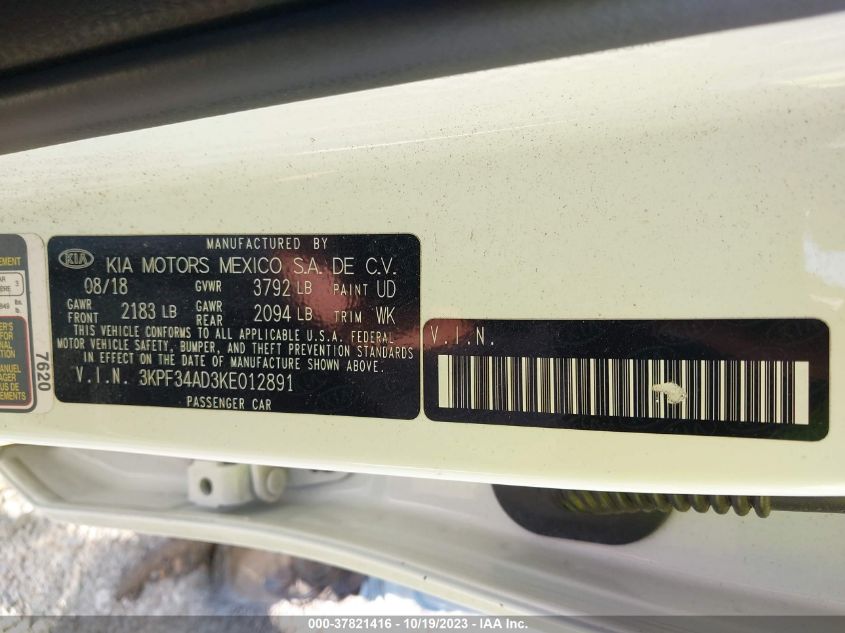 MANUFACTURED BY
KIA KIA MOTORS MEXICO S.A. DE C.V.
08/18 GVWR 3792 LB PAINT UD
GAWR FRONT 2183 LB GAWR REAR 2094 LB TRIM WK
THIS VEHICLE CONFORMS TO ALL APPLICABLE U.S.A. FEDERAL
MOTOR VEHICLE SAFETY, BUMPER, AND THEFT PREVENTION STANDARDS
IN EFFECT ON THE DATE OF MANUFACTURE SHOWN ABOVE.
V.I.N. 3KPF34AD3KE012891
PASSENGER CAR
V.I.N.
7620
000-37821416 - 10/19/2023 - IAA Inc.